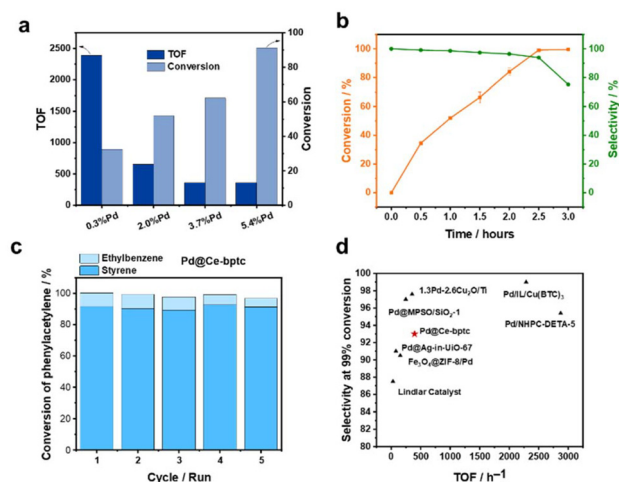 a
TOF
Conversion
TOF
2500
2000
1500
1000
500
0
100
80
60
40
20
0
Conversion
0.3%Pd
2.0%Pd
3.7%Pd
5.4%Pd
b
Conversion / %
100
80
60
40
20
0
100
80
60
40
20
0
Selectivity / %
0.0 0.5 1.0 1.5 2.0 2.5 3.0
Time / hours
c
Ethylbenzene
Styrene
Pd@Ce-bptc
Conversion of phenylacetylene / %
100
80
60
40
20
0
1 2 3 4 5
Cycle / Run
d
Selectivity at 99% conversion
100
98
96
94
92
90
88
86
84
82
80
1.3Pd-2.6Cu₂O/Ti
Pd@MPSO/SiO₂-1
Pd@Ce-bptc
Pd@Ag-in-UiO-67
Fe₃O₄@ZIF-8/Pd
Lindlar Catalyst
Pd/IL/Cu(BTC)₃
Pd/NHPC-DETA-5
0 500 1000 1500 2000 2500 3000
TOF / h⁻¹